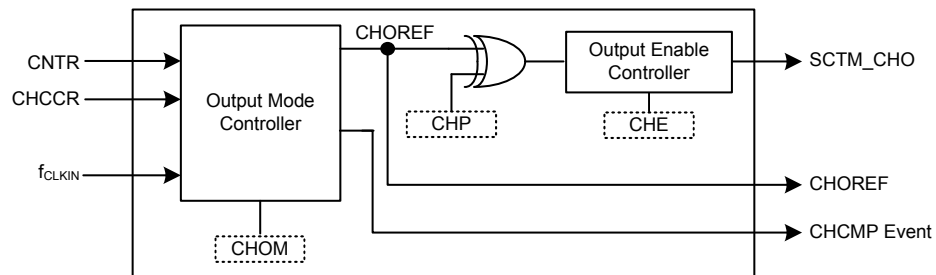 CNTR
CHCCR
fCLKIN
Output Mode
Controller
CHOM
CHOREF
CHP
Output Enable
Controller
CHE
SCTM_CHO
CHOREF
CHCMP Event